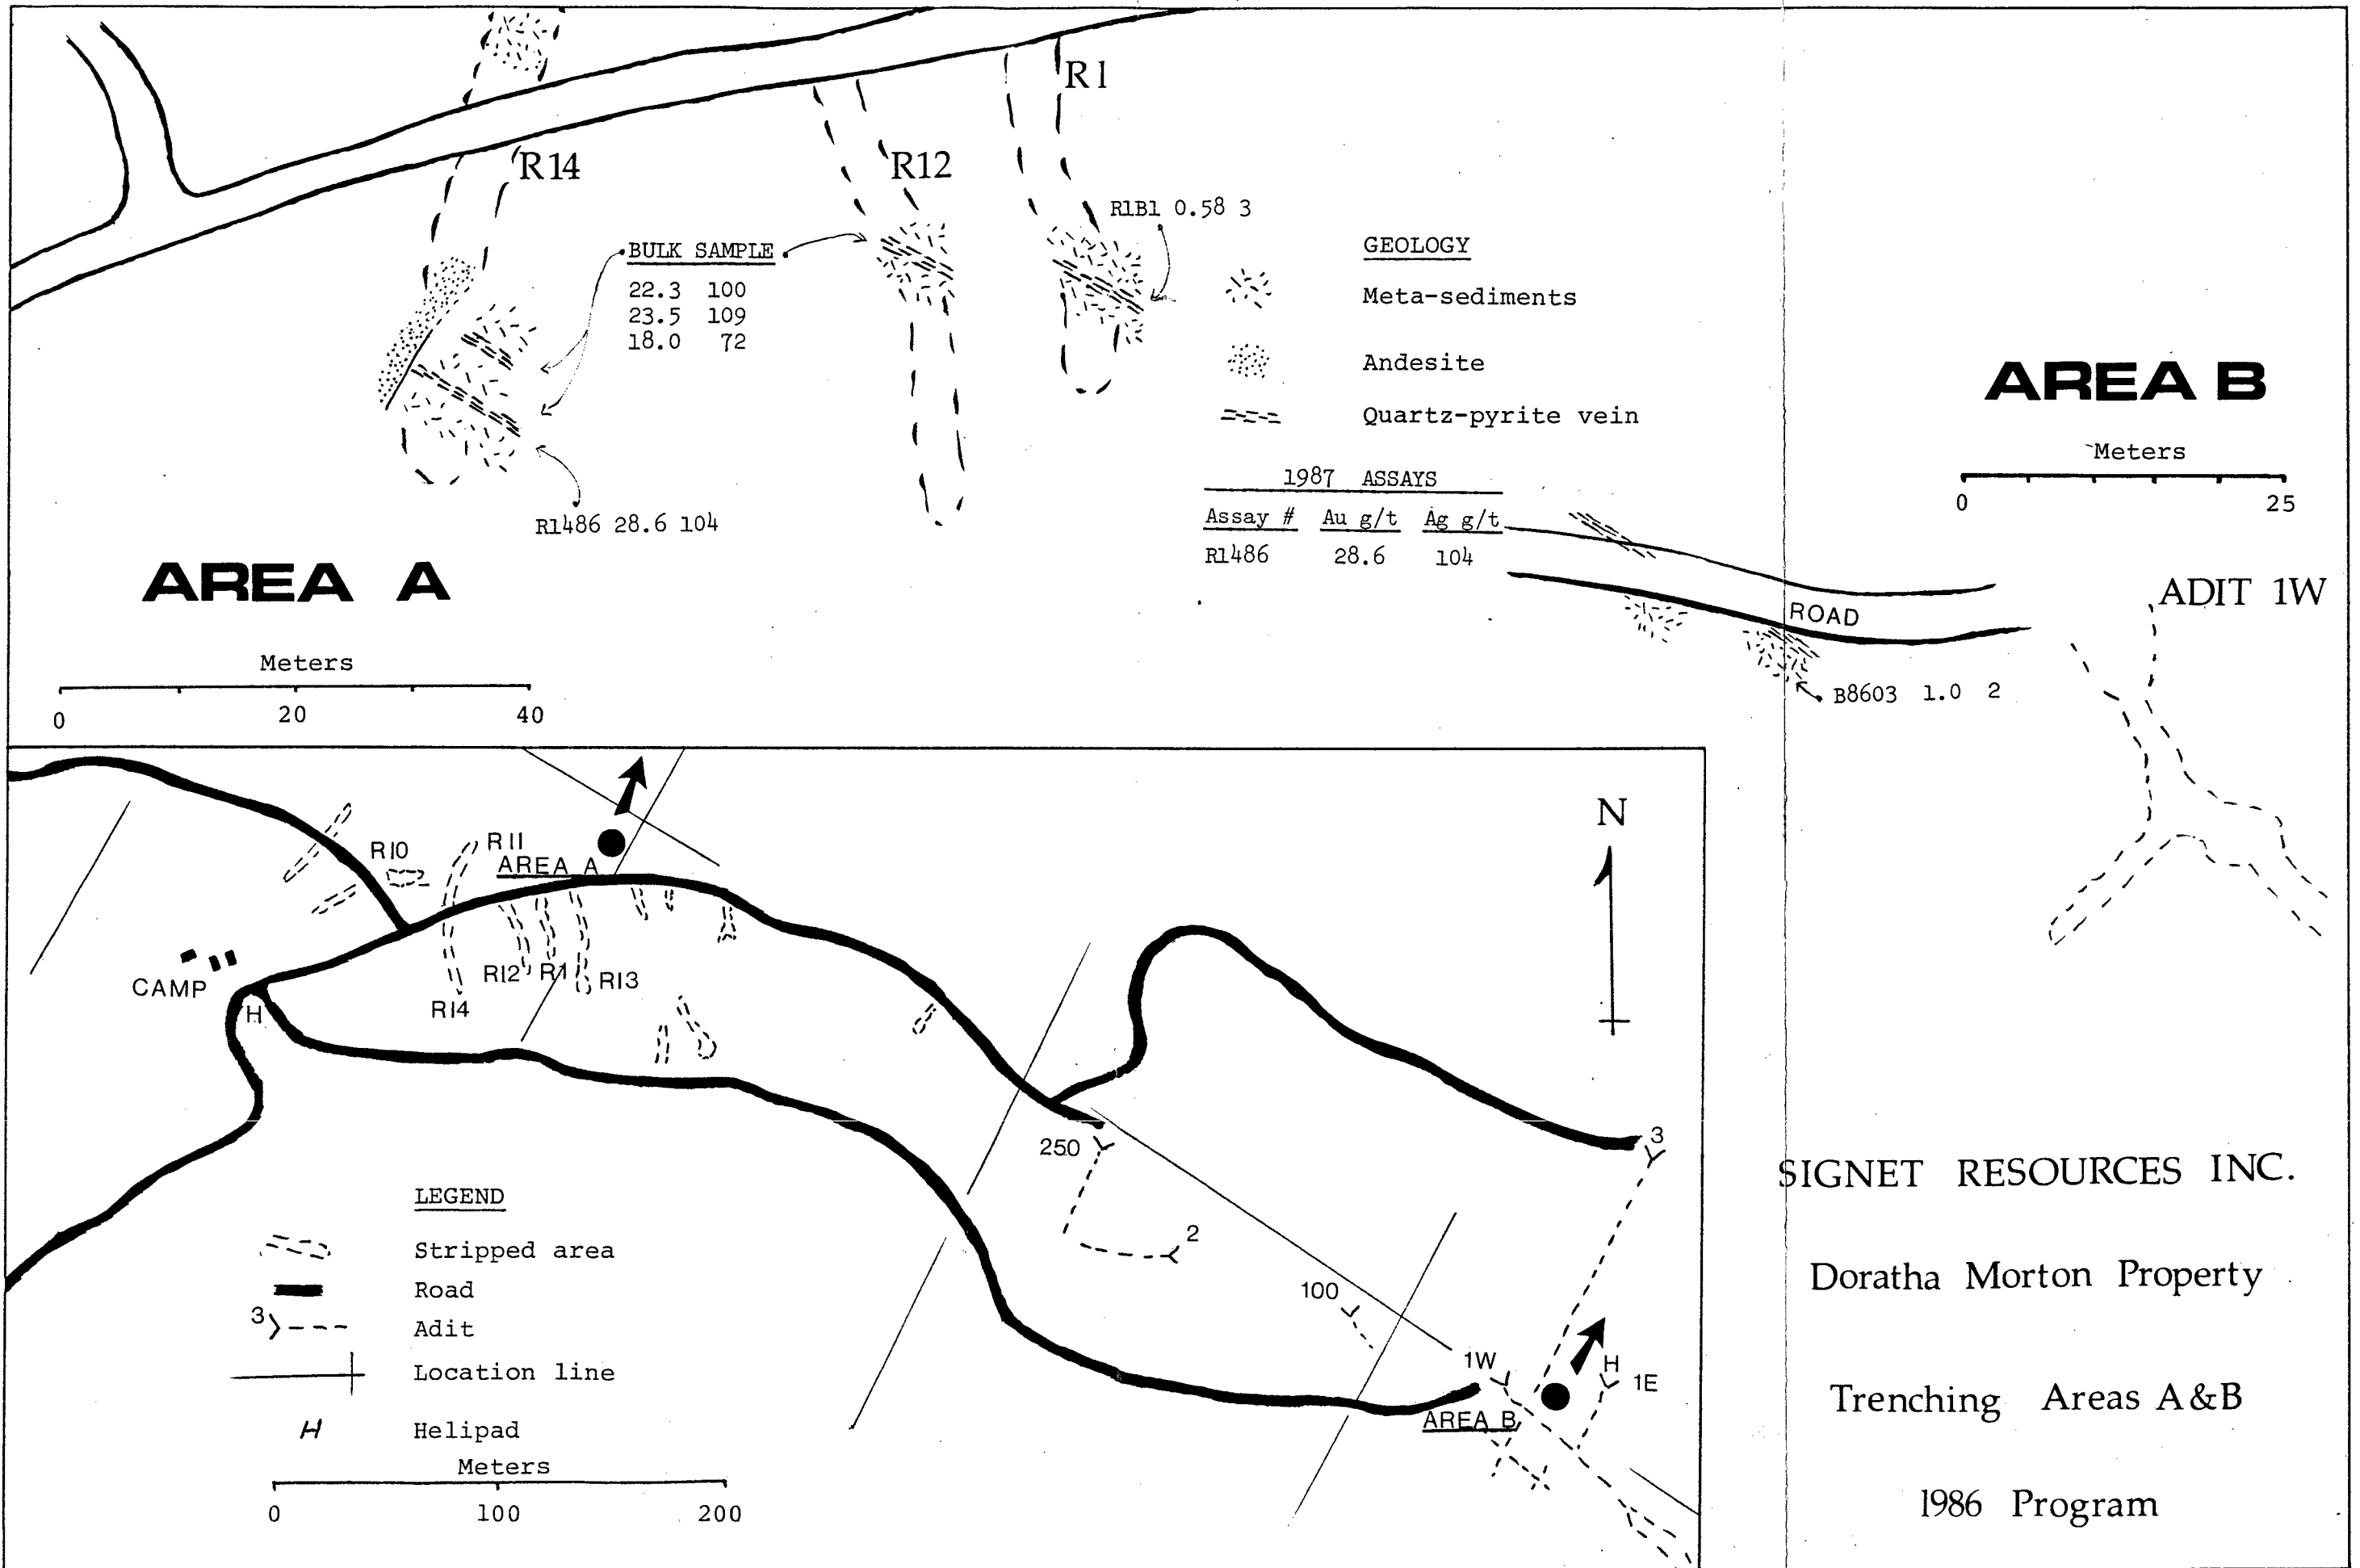 R1
R14
R12
R1B1 0.58 3
BULK SAMPLE
22.3 100
23.5 109
18.0 72
R1486 28.6 104
AREA A
Meters
0 20 40
GEOLOGY
Meta-sediments
Andesite
Quartz-pyrite vein
1987 ASSAYS
Assay # Au g/t Ag g/t
R1486 28.6 104
AREA B
Meters
0 25
ROAD
ADIT 1W
B8603 1.0 2
R10
R11
AREA A
N
CAMP
H
R14
R12
R1
R13
250
2
3
100
1W
H
1E
AREA B
LEGEND
Stripped area
Road
3
Adit
Location line
H Helipad
Meters
0 100 200
SIGNET RESOURCES INC.
Doratha Morton Property
Trenching Areas A&B
1986 Program